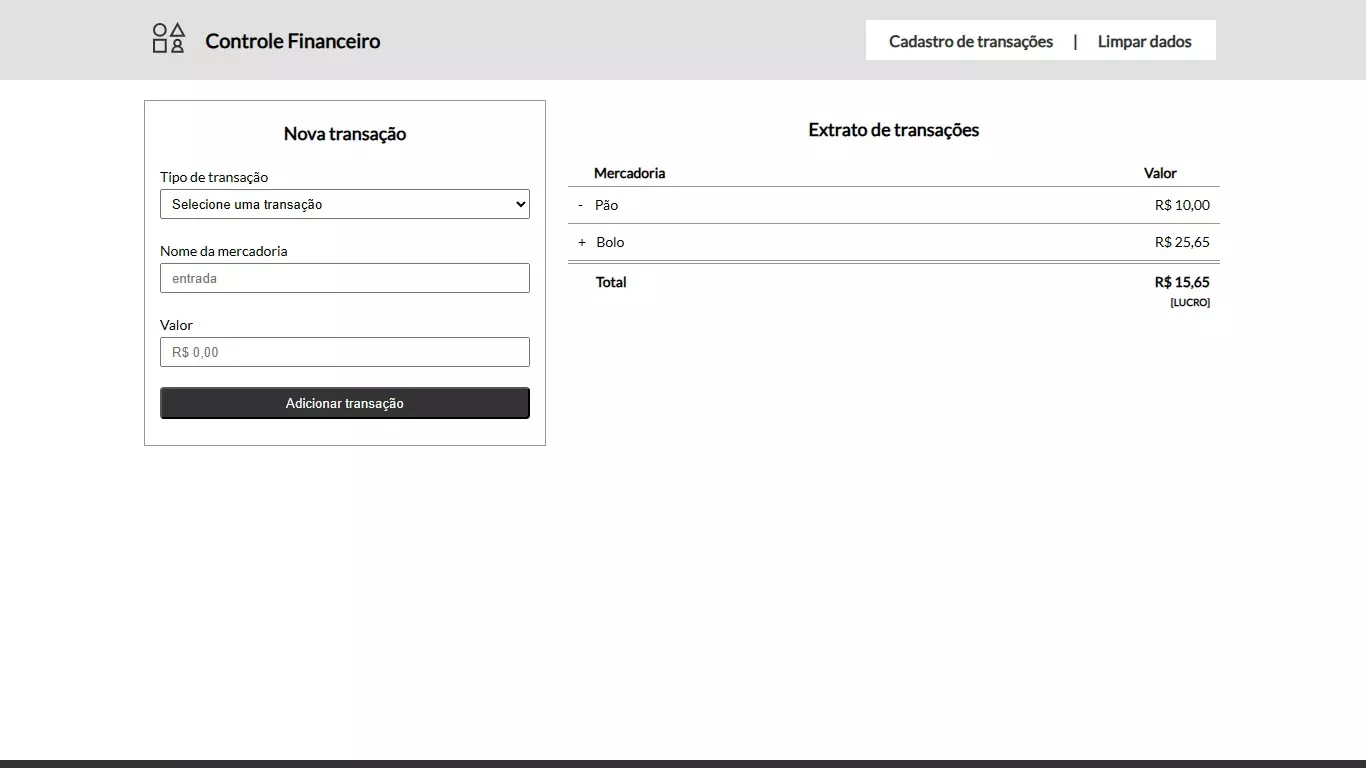 Controle Financeiro
Cadastro de transações | Limpar dados
Nova transação
Tipo de transação
Selecione uma transação
Nome da mercadoria
entrada
Valor
R$ 0,00
Adicionar transação
Extrato de transações
Mercadoria Valor
- Pão R$ 10,00
+ Bolo R$ 25,65
Total R$ 15,65
[LUCRO]